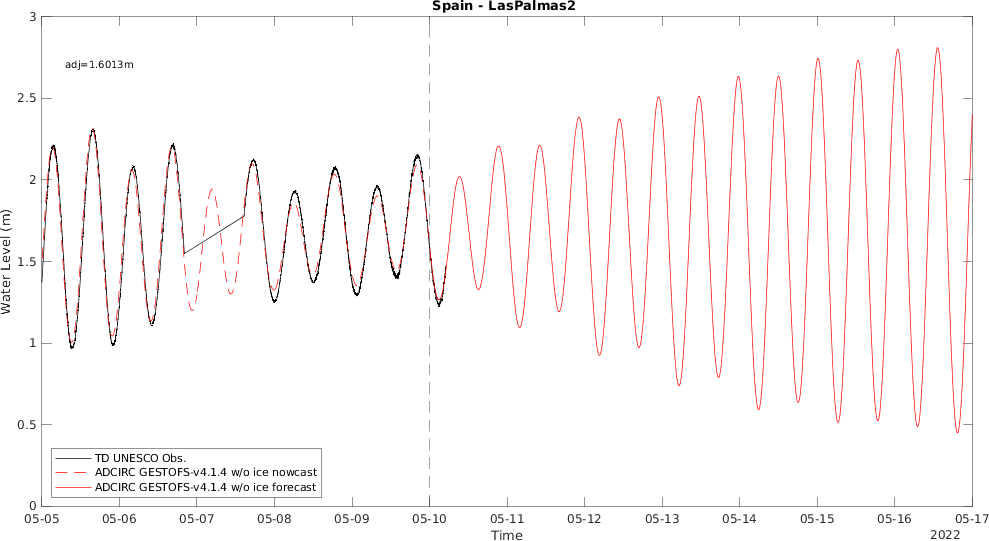 Spain - LasPalmas2
adj=1.6013m
3
2.5
2
1.5
1
0.5
0
Water Level (m)
TD UNESCO Obs.
ADCIRC GESTOFS-v4.1.4 w/o ice nowcast
ADCIRC GESTOFS-v4.1.4 w/o ice forecast
05-05 05-06 05-07 05-08 05-09 05-10 05-11 05-12 05-13 05-14 05-15 05-16 05-17
Time
2022